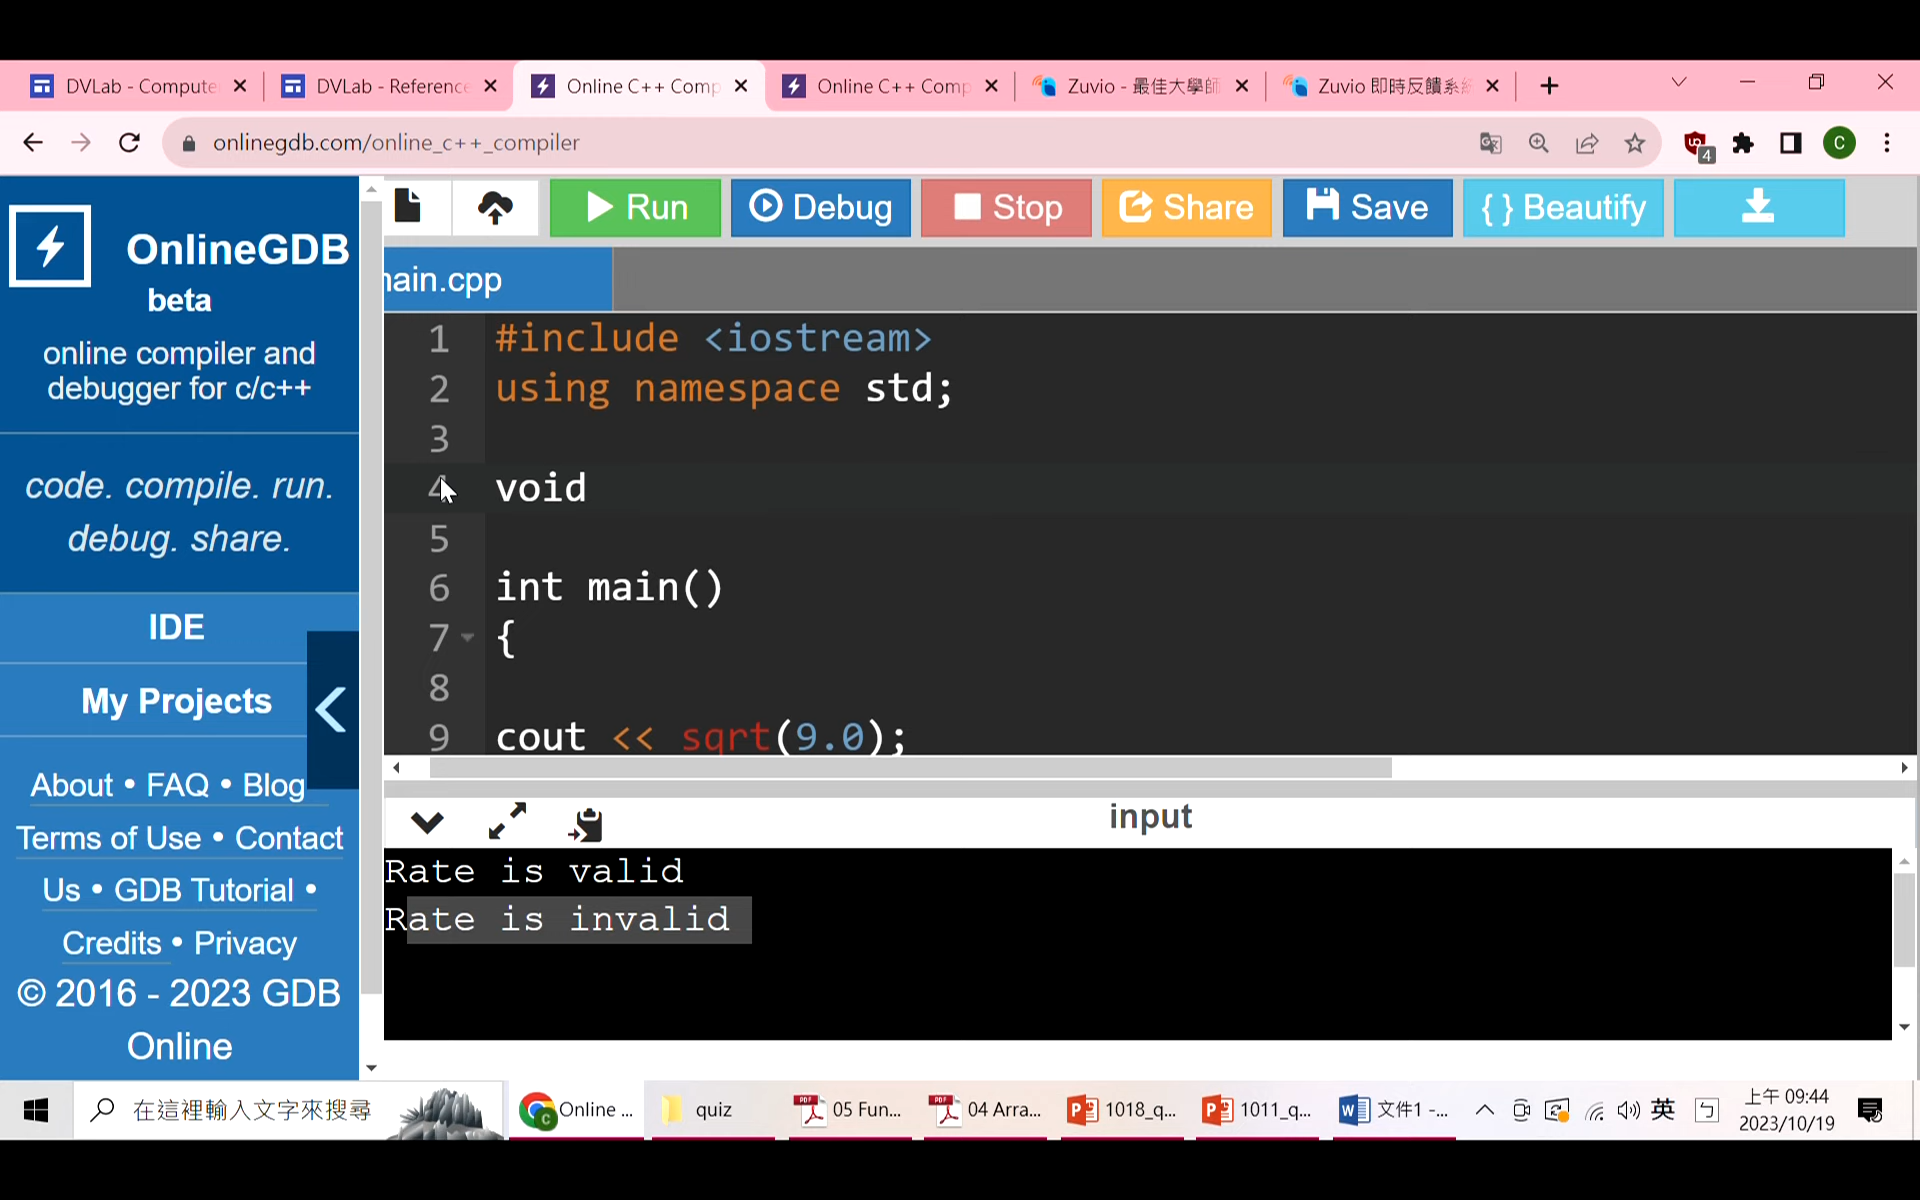 DVLab - Compute
DVLab - Reference
Online C++ Comp
Online C++ Comp
Zuvio - 最佳大學師
Zuvio 即時反饋系統
onlinegdb.com/online_c++_compiler
4
C
OnlineGDB
beta
online compiler and
debugger for c/c++
code. compile. run.
debug. share.
IDE
My Projects
About • FAQ • Blog
Terms of Use • Contact
Us • GDB Tutorial •
Credits • Privacy
© 2016 - 2023 GDB
Online
Run
Debug
Stop
Share
Save
{ } Beautify
main.cpp
1 #include <iostream>
2 using namespace std;
3
4 void
5
6 int main()
7 {
8
9 cout << sqrt(9.0);
input
Rate is valid
Rate is invalid
在這裡輸入文字來搜尋
Online ...
quiz
05 Fun...
04 Arra...
1018_q...
1011_q...
文件1 -...
英
上午 09:44
2023/10/19